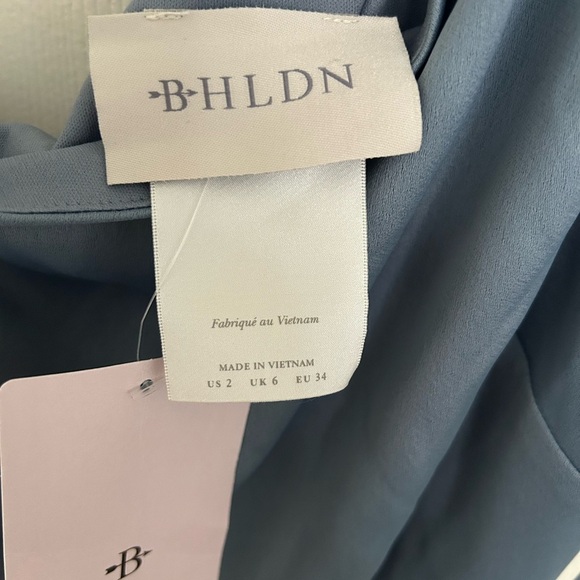 BHLDN
Fabriqué au Vietnam
MADE IN VIETNAM
US 2 UK 6 EU 34
B